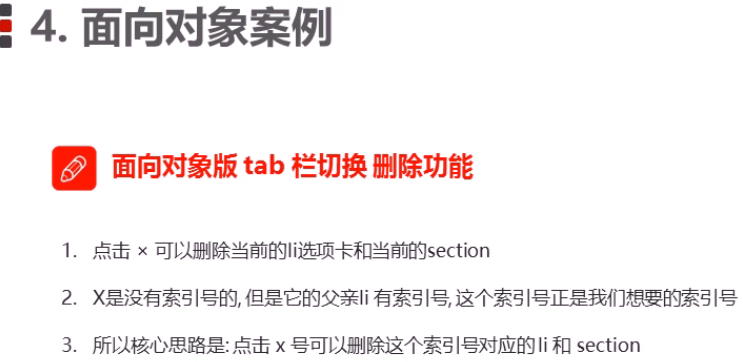 4. 面向对象案例
面向对象版 tab 栏切换 删除功能
1. 点击 × 可以删除当前的li选项卡和当前的section
2. X是没有索引号的, 但是它的父亲li 有索引号, 这个索引号正是我们想要的索引号
3. 所以核心思路是: 点击 x 号可以删除这个索引号对应的 li 和 section